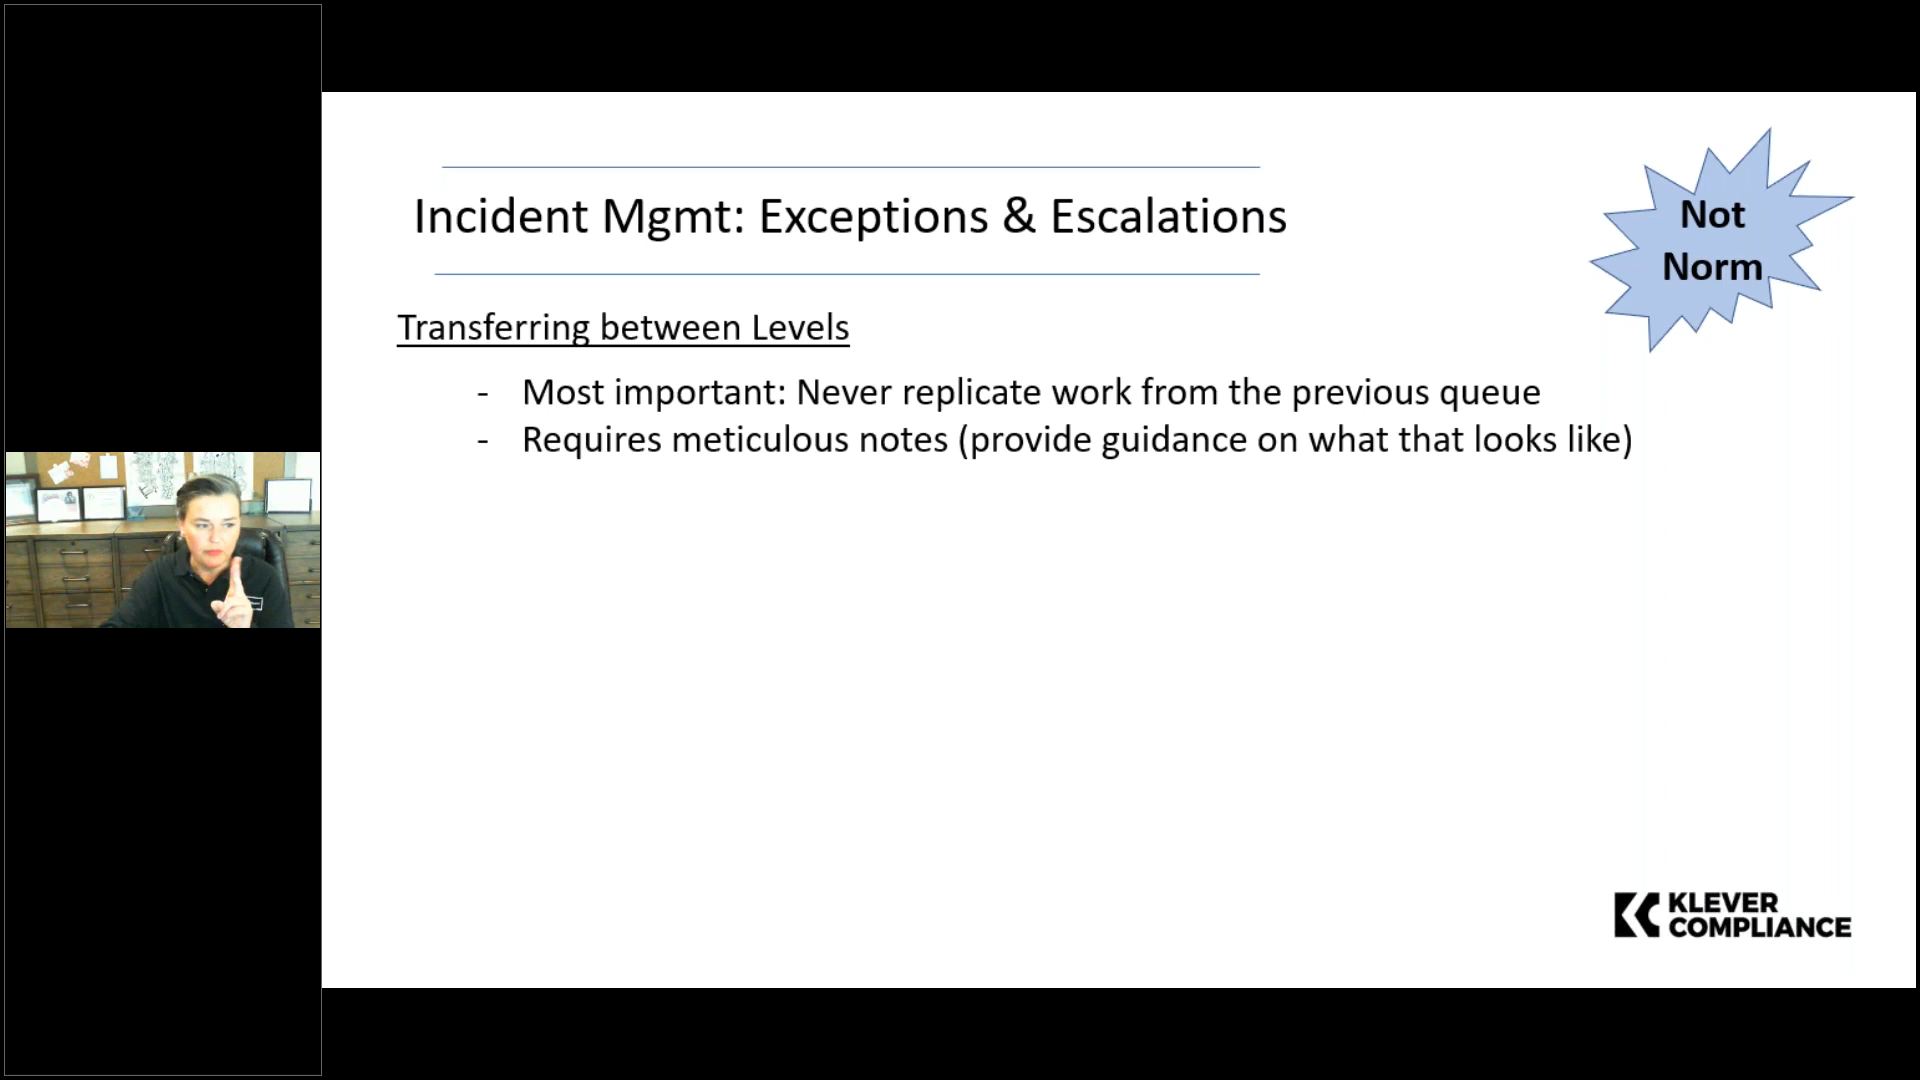 Incident Mgmt: Exceptions & Escalations
Not
Norm
Transferring between Levels
- Most important: Never replicate work from the previous queue
- Requires meticulous notes (provide guidance on what that looks like)
KLEVER
COMPLIANCE